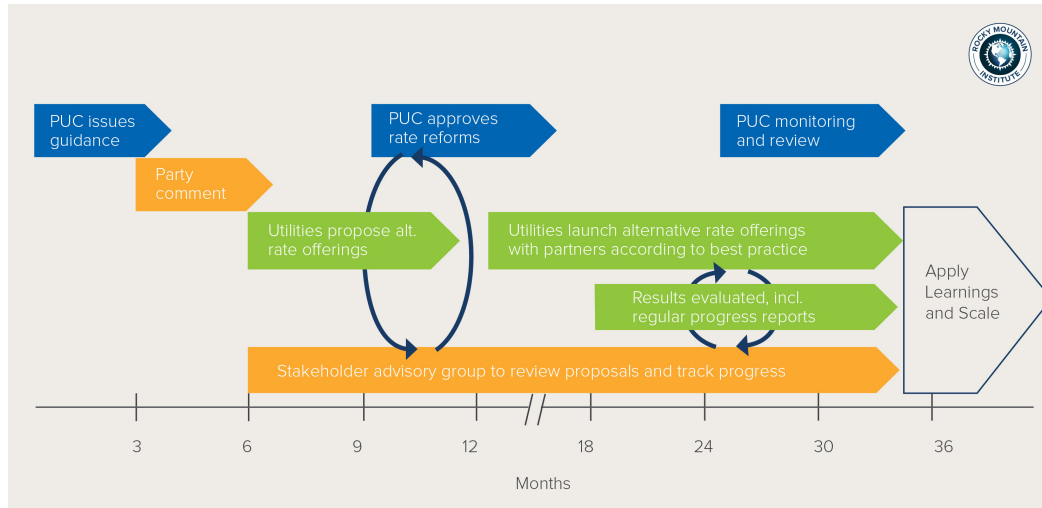 ROCKY MOUNTAIN
INSTITUTE
PUC issues
guidance
PUC approves
rate reforms
PUC monitoring
and review
Party
comment
Utilities propose alt.
rate offerings
Utilities launch alternative rate offerings
with partners according to best practice
Results evaluated, incl.
regular progress reports
Apply
Learnings
and Scale
Stakeholder advisory group to review proposals and track progress
3
6
9
12
18
24
30
36
Months